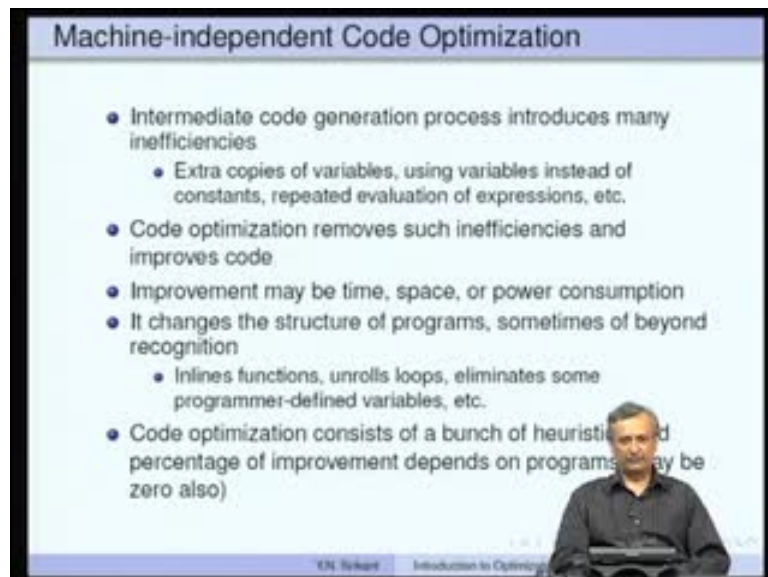 Machine-independent Code Optimization
Intermediate code generation process introduces many
inefficiencies
Extra copies of variables, using variables instead of
constants, repeated evaluation of expressions, etc.
Code optimization removes such inefficiencies and
improves code
Improvement may be time, space, or power consumption
It changes the structure of programs, sometimes of beyond
recognition
Inlines functions, unrolls loops, eliminates some
programmer-defined variables, etc.
Code optimization consists of a bunch of heuristic d
percentage of improvement depends on programs ay be
zero also)
Y.N. Srikant Introduction to Optimiz